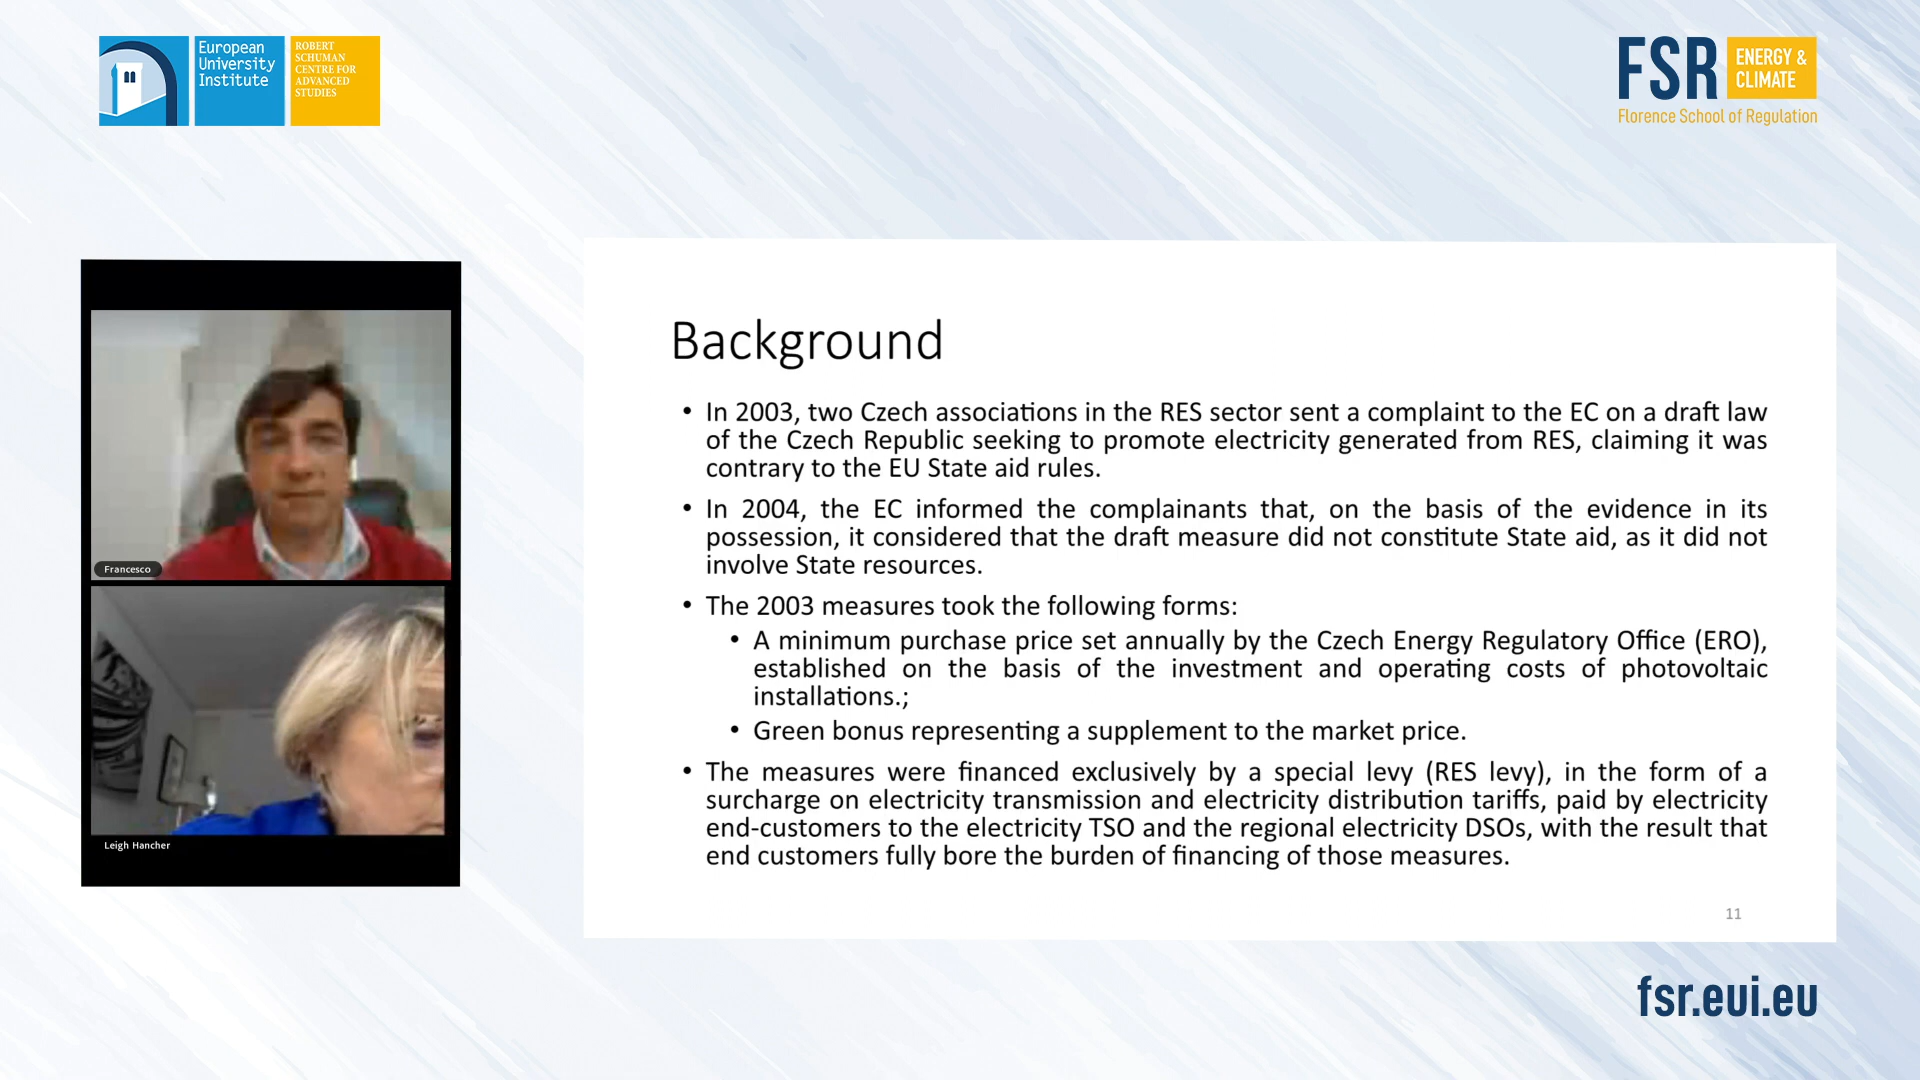 European
University
Institute
ROBERT
SCHUMAN
CENTRE FOR
ADVANCED
STUDIES
FSR
ENERGY &
CLIMATE
Florence School of Regulation
Francesco
Leigh Hancher
Background
• In 2003, two Czech associations in the RES sector sent a complaint to the EC on a draft law
of the Czech Republic seeking to promote electricity generated from RES, claiming it was
contrary to the EU State aid rules.
• In 2004, the EC informed the complainants that, on the basis of the evidence in its
possession, it considered that the draft measure did not constitute State aid, as it did not
involve State resources.
• The 2003 measures took the following forms:
• A minimum purchase price set annually by the Czech Energy Regulatory Office (ERO),
established on the basis of the investment and operating costs of photovoltaic
installations.;
• Green bonus representing a supplement to the market price.
• The measures were financed exclusively by a special levy (RES levy), in the form of a
surcharge on electricity transmission and electricity distribution tariffs, paid by electricity
end-customers to the electricity TSO and the regional electricity DSOs, with the result that
end customers fully bore the burden of financing of those measures.
11
fsr.eui.eu